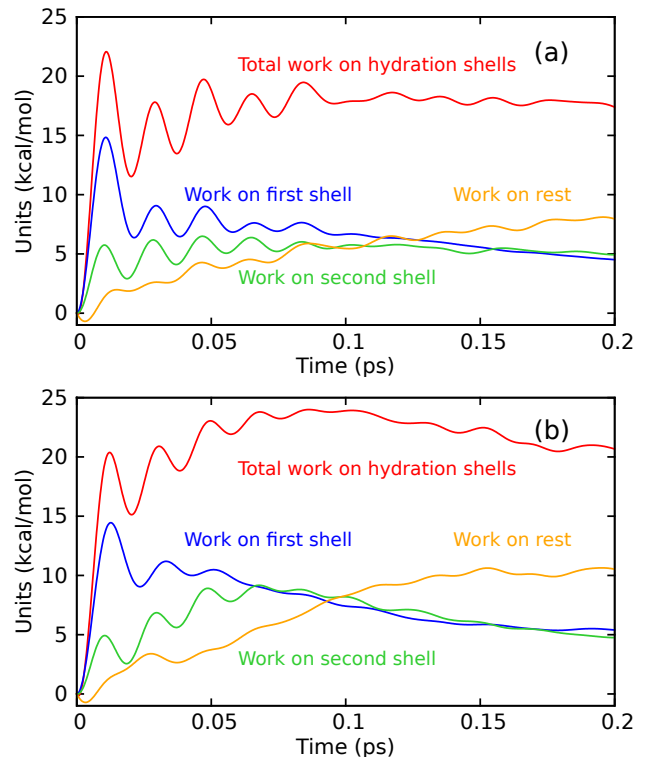 25
(a)
Total work on hydration shells
20
15
Units (kcal/mol)
Work on first shell
Work on rest
10
5
Work on second shell
0
0 0.05 0.1 0.15 0.2
Time (ps)
25
(b)
20
Total work on hydration shells
15
Units (kcal/mol)
Work on first shell
Work on rest
10
5
Work on second shell
0
0 0.05 0.1 0.15 0.2
Time (ps)